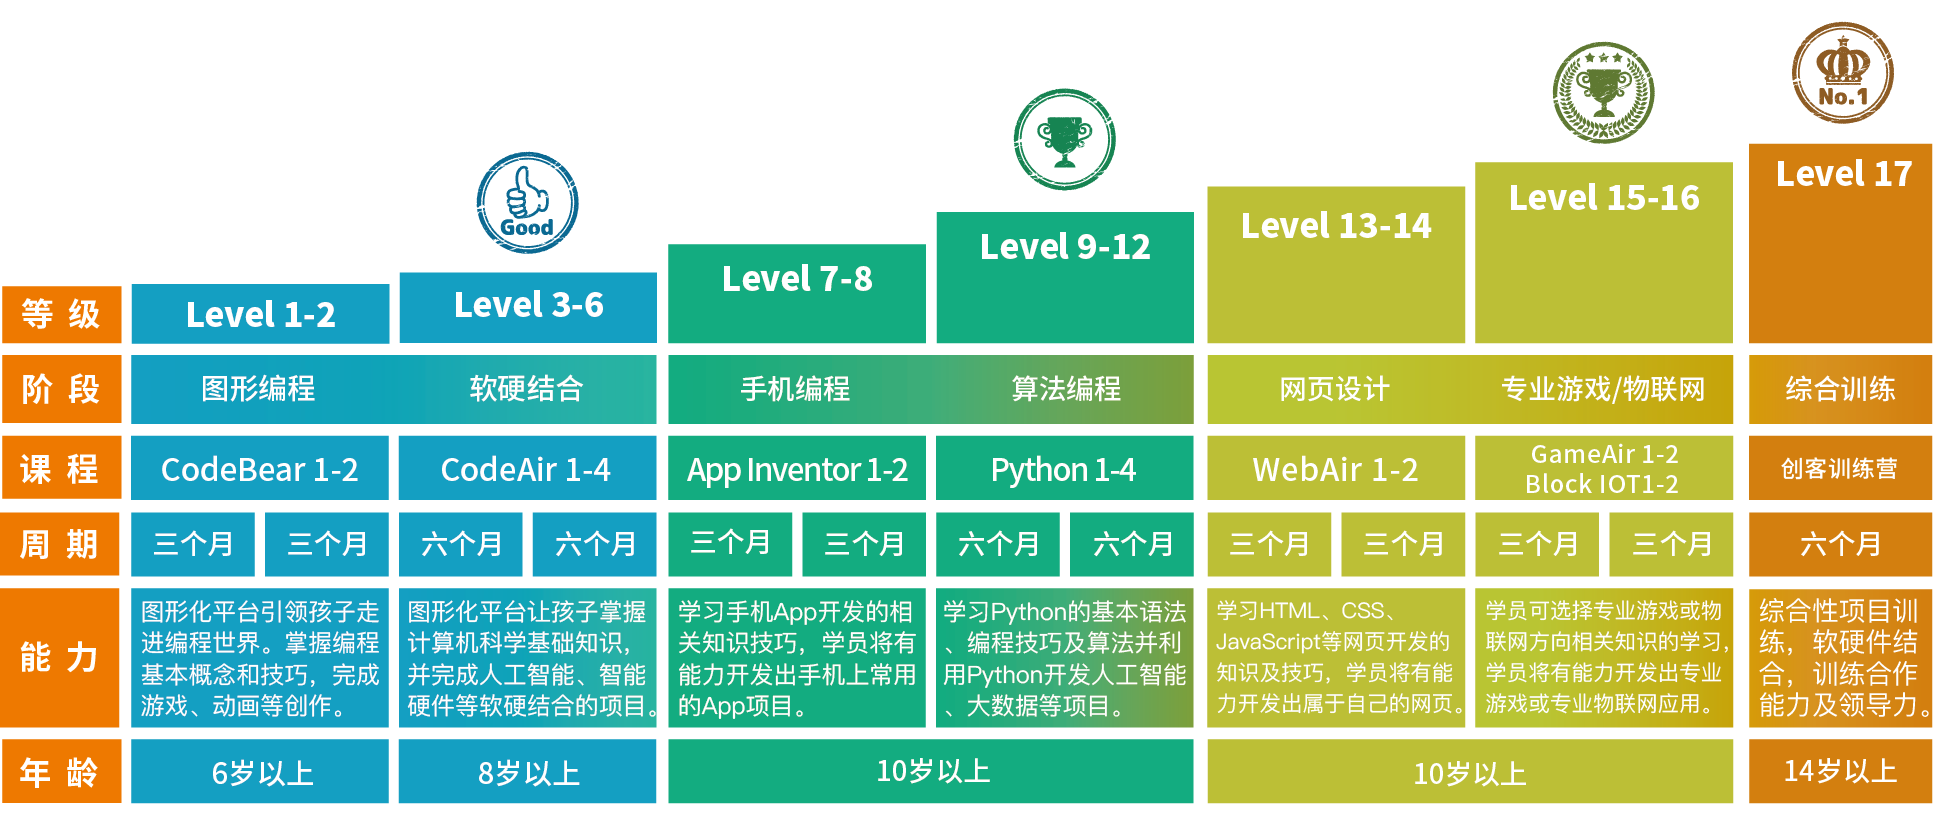 No.1
Good
等 级
Level 1-2
Level 3-6
Level 7-8
Level 9-12
Level 13-14
Level 15-16
Level 17
阶 段
图形编程
软硬结合
手机编程
算法编程
网页设计
专业游戏/物联网
综合训练
课 程
CodeBear 1-2
CodeAir 1-4
App Inventor 1-2
Python 1-4
WebAir 1-2
GameAir 1-2
Block IOT1-2
创客训练营
周 期
三个月
三个月
六个月
六个月
三个月
三个月
六个月
六个月
三个月
三个月
三个月
三个月
六个月
能 力
图形化平台引领孩子走
进编程世界。掌握编程
基本概念和技巧，完成
游戏、动画等创作。
图形化平台让孩子掌握
计算机科学基础知识，
并完成人工智能、智能
硬件等软硬结合的项目。
学习手机App开发的相
关知识技巧，学员将有
能力开发出手机上常用
的App项目。
学习Python的基本语法
、编程技巧及算法并利
用Python开发人工智能
、大数据等项目。
学习HTML、CSS、
JavaScript等网页开发的
知识及技巧，学员将有能
力开发出属于自己的网页。
学员可选择专业游戏或物
联网方向相关知识的学习，
学员将有能力开发出专业
游戏或专业物联网应用。
综合性项目训
练，软硬件结
合，训练合作
能力及领导力。
年 龄
6岁以上
8岁以上
10岁以上
10岁以上
14岁以上